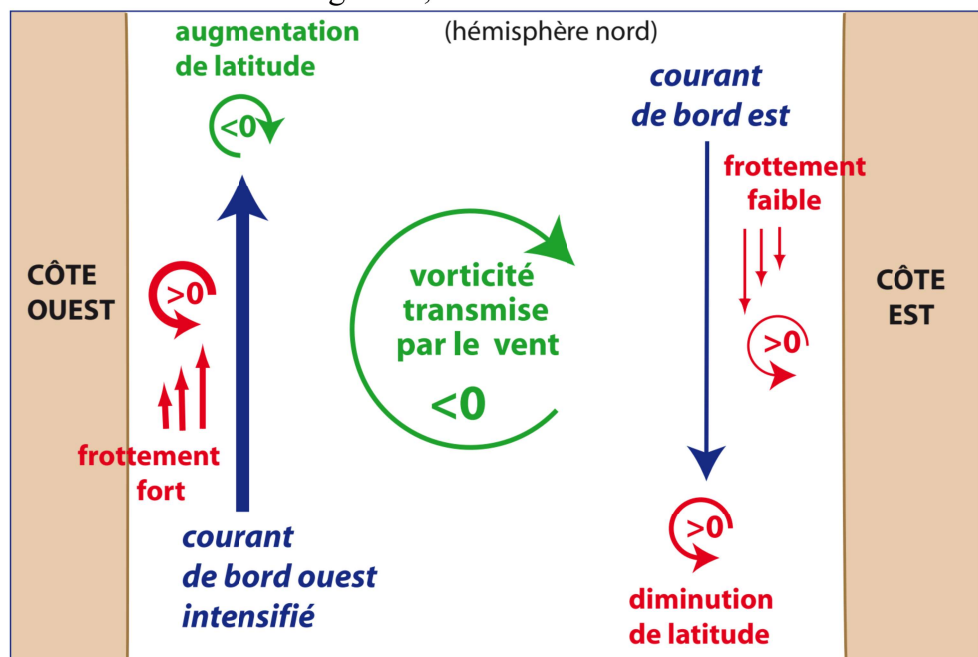 augmentation
de latitude
(hémisphère nord)
<0
courant
de bord est
frottement
faible
CÔTE
OUEST
>0
vorticité
transmise
par le vent
<0
CÔTE
EST
>0
frottement
fort
courant
de bord ouest
intensifié
>0
diminution
de latitude